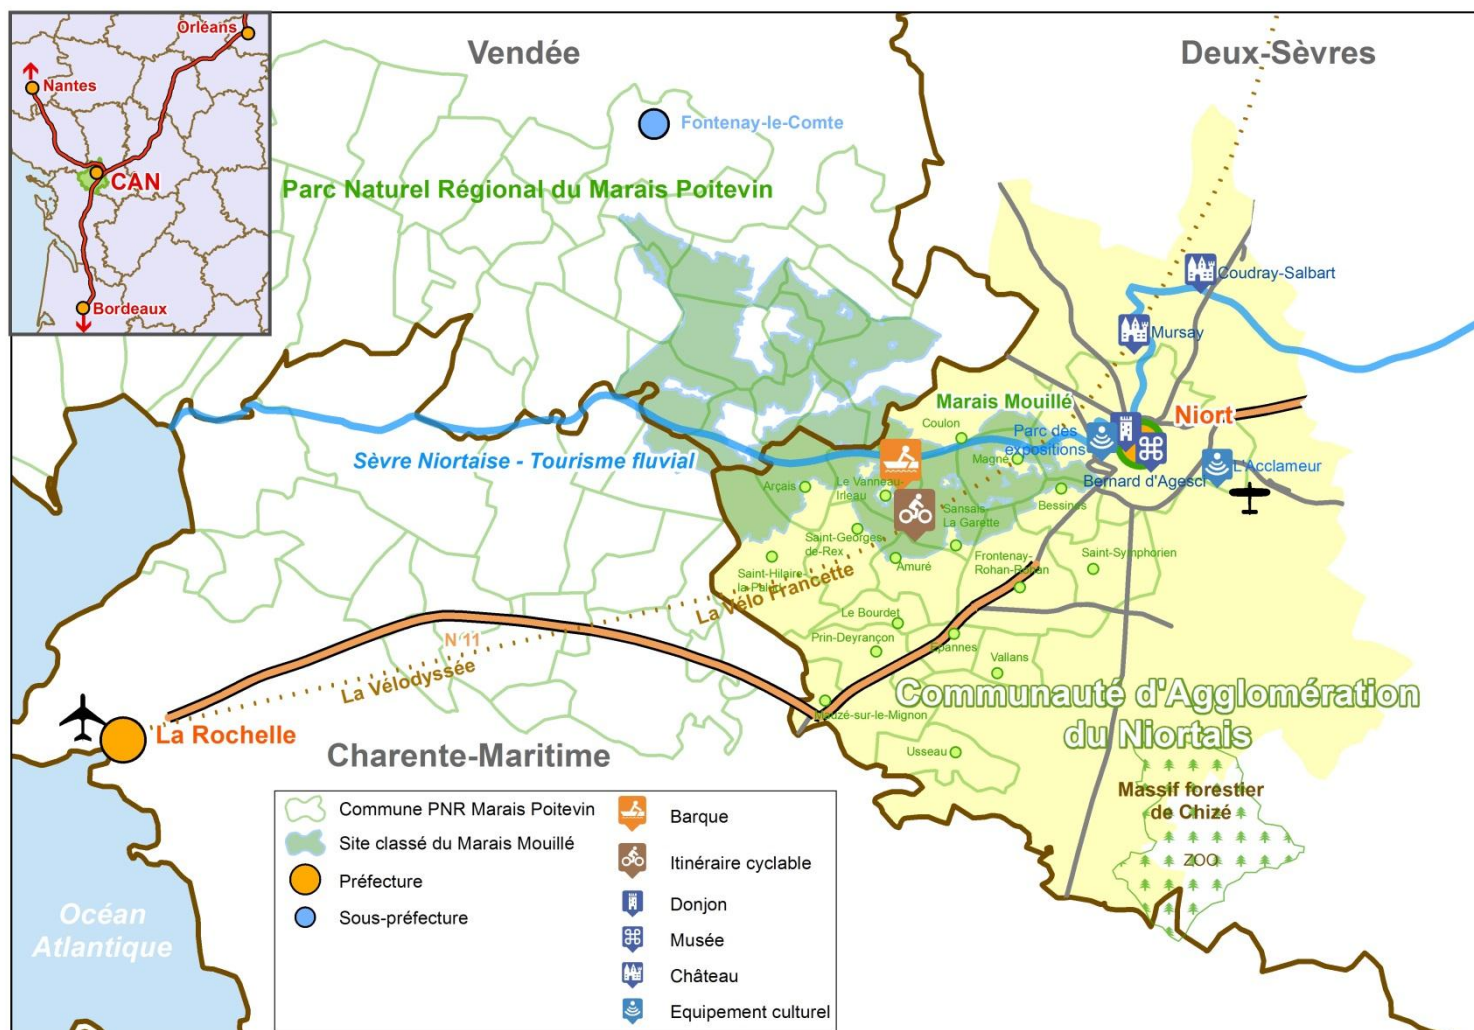 Orléans
Nantes
CAN
Bordeaux
Vendée
Deux-Sèvres
Fontenay-le-Comte
Parc Naturel Régional du Marais Poitevin
Coudray-Salbart
Mursay
Marais Mouillé
Niort
Coulon
Parc des
expositions
Magné
Sèvre Niortaise - Tourisme fluvial
L'Acclameur
Bernard d'Agesci
Arçais
Le Vanneau-
Irleau
Sansais-
La Garette
Bessines
Saint-Georges
de-Rex
Amuré
Frontenay-
Rohan-Rohan
Saint-Symphorien
Saint-Hilaire-
la-Palud
La Vélo Francette
Le Bourdet
Prin-Deyrançon
Epannes
Vallans
N 11
La Vélodyssée
Communauté d'Agglomération
du Niortais
Mauzé-sur-le-Mignon
La Rochelle
Usseau
Charente-Maritime
Massif forestier
de Chizé
ZOO
Océan
Atlantique
Commune PNR Marais Poitevin
Site classé du Marais Mouillé
Préfecture
Sous-préfecture
Barque
Itinéraire cyclable
Donjon
Musée
Château
Equipement culturel